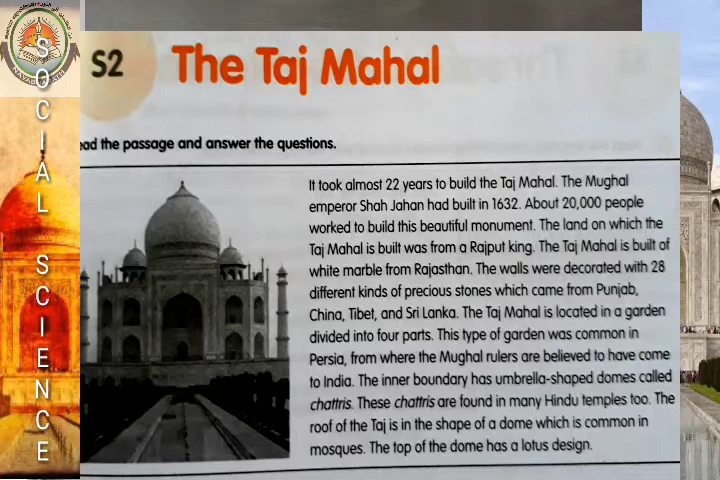 SOCIAL SCIENCE
S2
The Taj Mahal
ead the passage and answer the questions.
It took almost 22 years to build the Taj Mahal. The Mughal
emperor Shah Jahan had built in 1632. About 20,000 people
worked to build this beautiful monument. The land on which the
Taj Mahal is built was from a Rajput king. The Taj Mahal is built of
white marble from Rajasthan. The walls were decorated with 28
different kinds of precious stones which came from Punjab,
China, Tibet, and Sri Lanka. The Taj Mahal is located in a garden
divided into four parts. This type of garden was common in
Persia, from where the Mughal rulers are believed to have come
to India. The inner boundary has umbrella-shaped domes called
chattris. These chattris are found in many Hindu temples too. The
roof of the Taj is in the shape of a dome which is common in
mosques. The top of the dome has a lotus design.